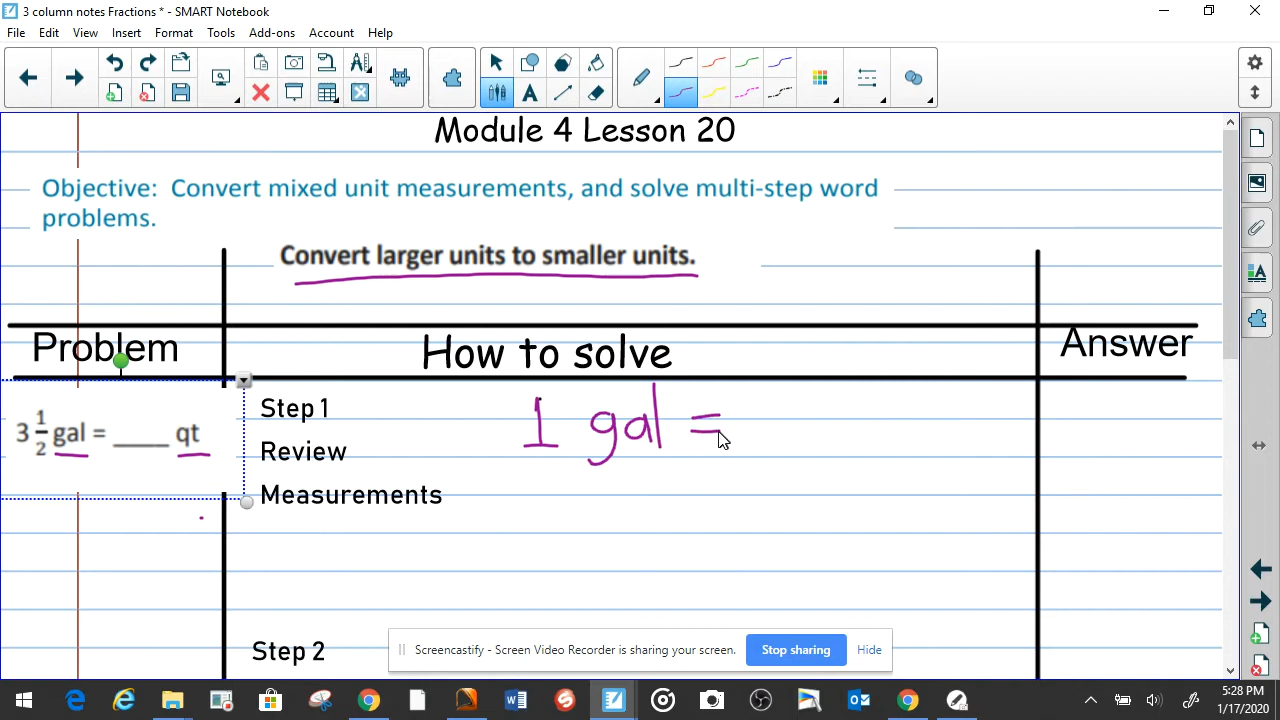 3 column notes Fractions * - SMART Notebook
File Edit View Insert Format Tools Add-ons Account Help
Module 4 Lesson 20
Objective: Convert mixed unit measurements, and solve multi-step word
problems.
Convert larger units to smaller units.
Problem How to solve Answer
3 1/2 gal = ____ qt
Step 1
Review
Measurements
1 gal =
Step 2
Screencastify - Screen Video Recorder is sharing your screen. Stop sharing Hide
5:28 PM
1/17/2020